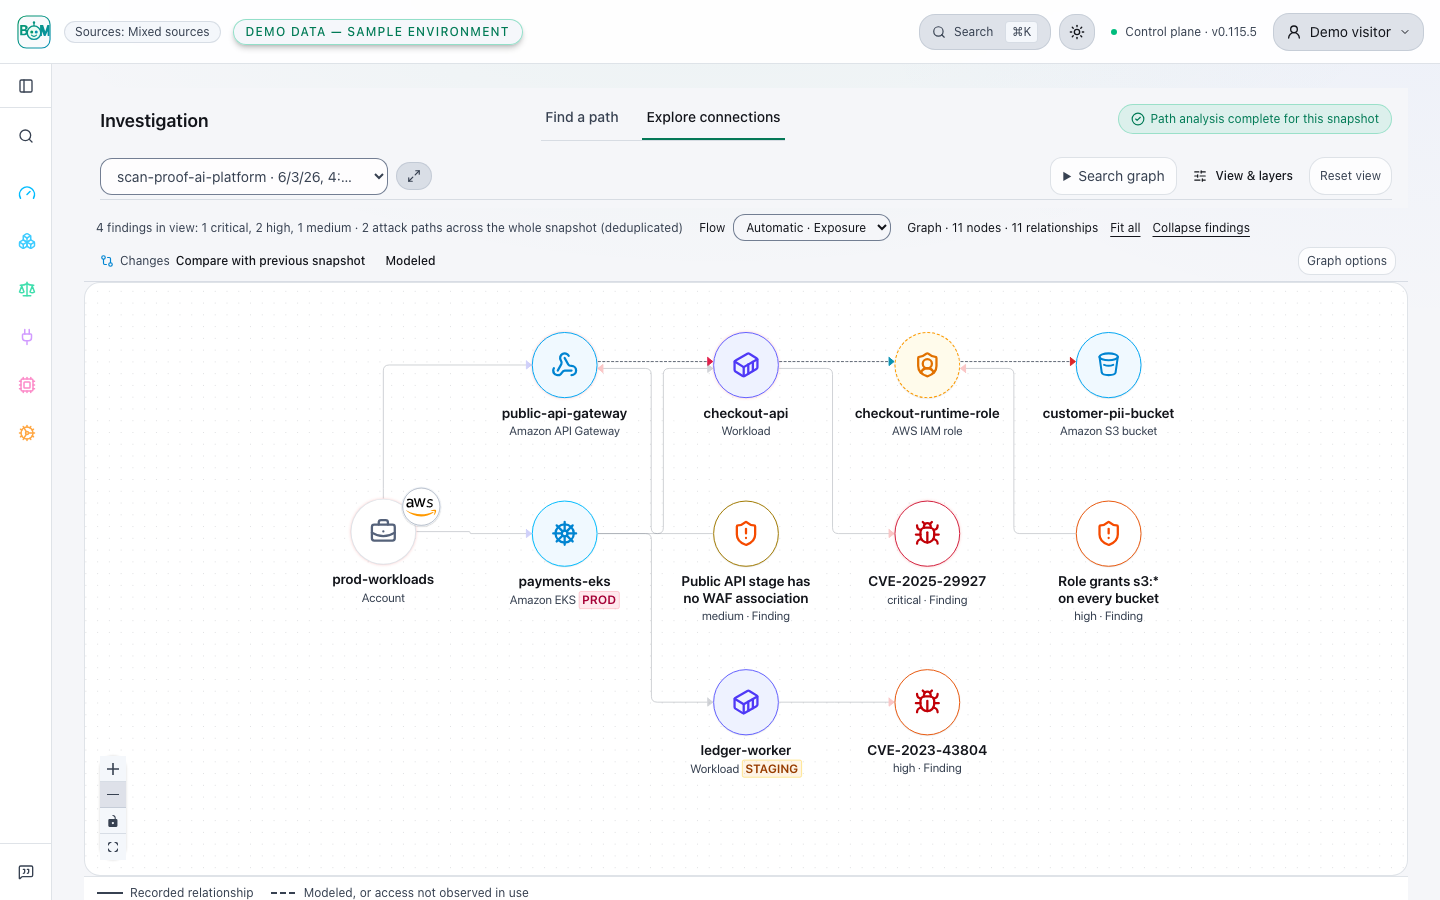 BOM
Sources: Mixed sources
DEMO DATA — SAMPLE ENVIRONMENT
Search ⌘K
Control plane · v0.115.5
Demo visitor
Investigation
Find a path
Explore connections
Path analysis complete for this snapshot
scan-proof-ai-platform · 6/3/26, 4:...
Search graph
View & layers
Reset view
4 findings in view: 1 critical, 2 high, 1 medium · 2 attack paths across the whole snapshot (deduplicated)
Flow
Automatic · Exposure
Graph · 11 nodes · 11 relationships
Fit all
Collapse findings
Changes
Compare with previous snapshot
Modeled
Graph options
public-api-gateway
Amazon API Gateway
checkout-api
Workload
checkout-runtime-role
AWS IAM role
customer-pii-bucket
Amazon S3 bucket
aws
prod-workloads
Account
payments-eks
Amazon EKS PROD
Public API stage has
no WAF association
medium · Finding
CVE-2025-29927
critical · Finding
Role grants s3:*
on every bucket
high · Finding
ledger-worker
Workload STAGING
CVE-2023-43804
high · Finding
Recorded relationship
Modeled, or access not observed in use